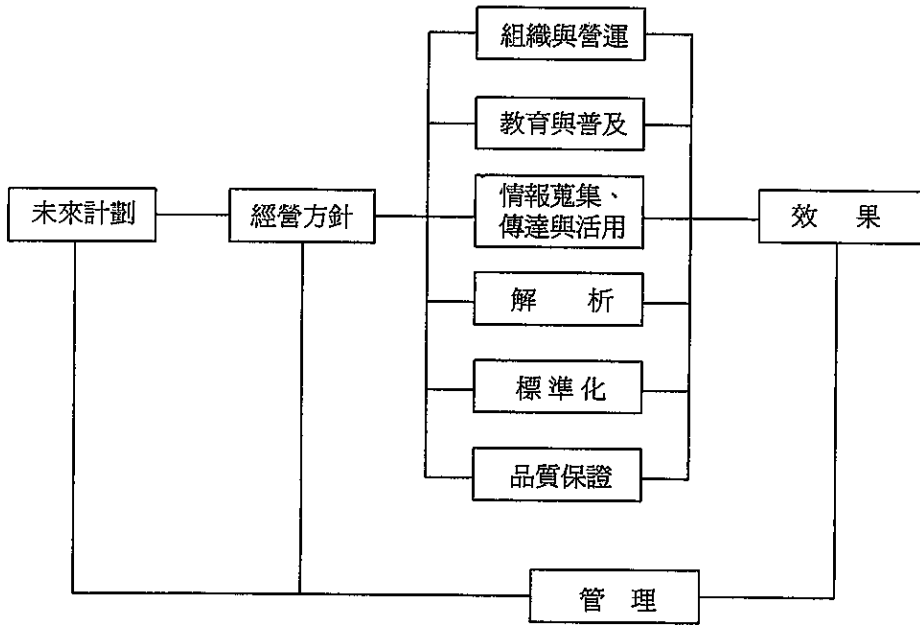 組織與營運
教育與普及
情報蒐集、
傳達與活用
未來計劃
經營方針
效果
解析
標準化
品質保證
管理